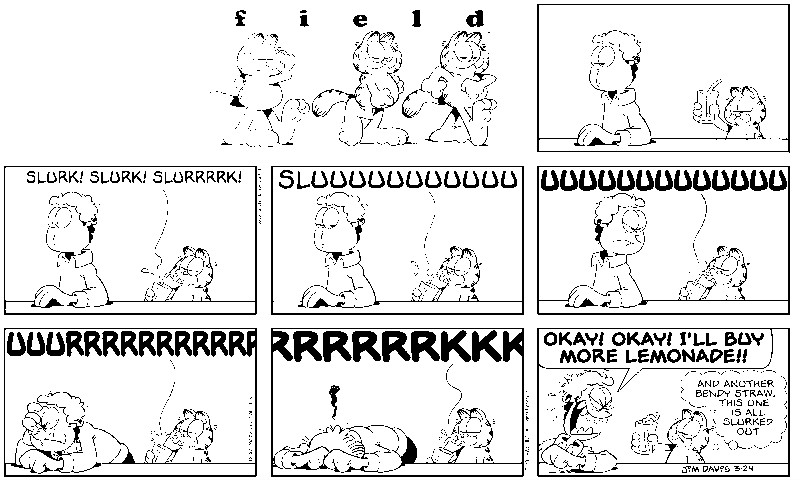 f i e l d
SLURK! SLURK! SLURRRRK!
SLUUUUUUUUUUU
UUUUUUUUUUUUU
UUURRRRRRRRRRR
RRRRRRRKKK
OKAY! OKAY! I'LL BUY
MORE LEMONADE!!
AND ANOTHER
BENDY STRAW.
THIS ONE
IS ALL
SLURKED
OUT
JIM DAVIS 3·24